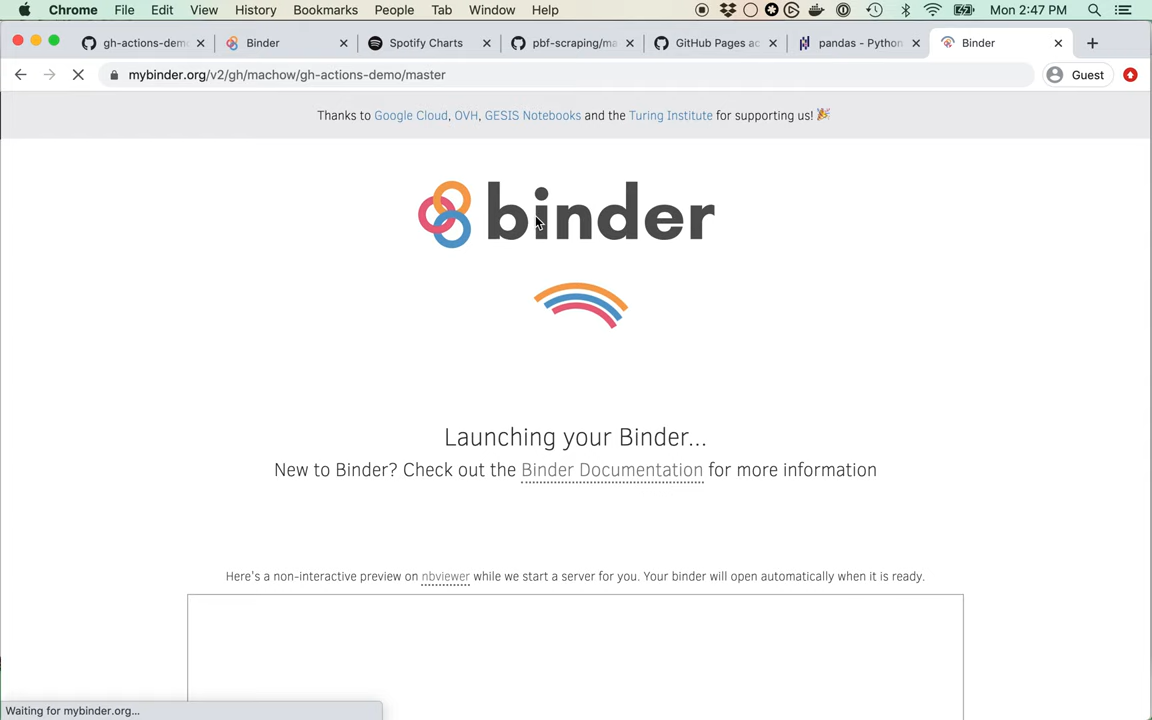 Chrome File Edit View History Bookmarks People Tab Window Help Mon 2:47 PM
gh-actions-demo Binder Spotify Charts pbf-scraping/ma GitHub Pages ac pandas - Python Binder
mybinder.org/v2/gh/machow/gh-actions-demo/master Guest
Thanks to Google Cloud, OVH, GESIS Notebooks and the Turing Institute for supporting us! 🎉
binder
Launching your Binder...
New to Binder? Check out the Binder Documentation for more information
Here's a non-interactive preview on nbviewer while we start a server for you. Your binder will open automatically when it is ready.
Waiting for mybinder.org...